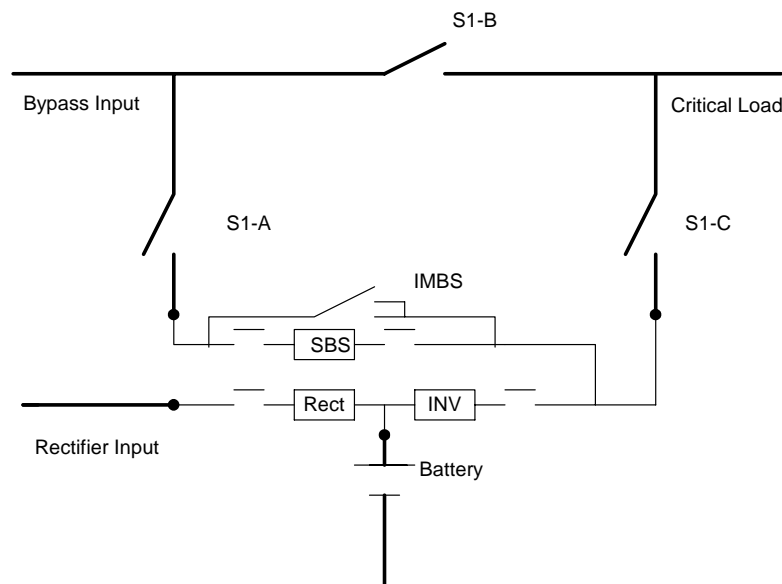 S1-B
Bypass Input
Critical Load
S1-A
S1-C
IMBS
SBS
Rect
INV
Rectifier Input
Battery